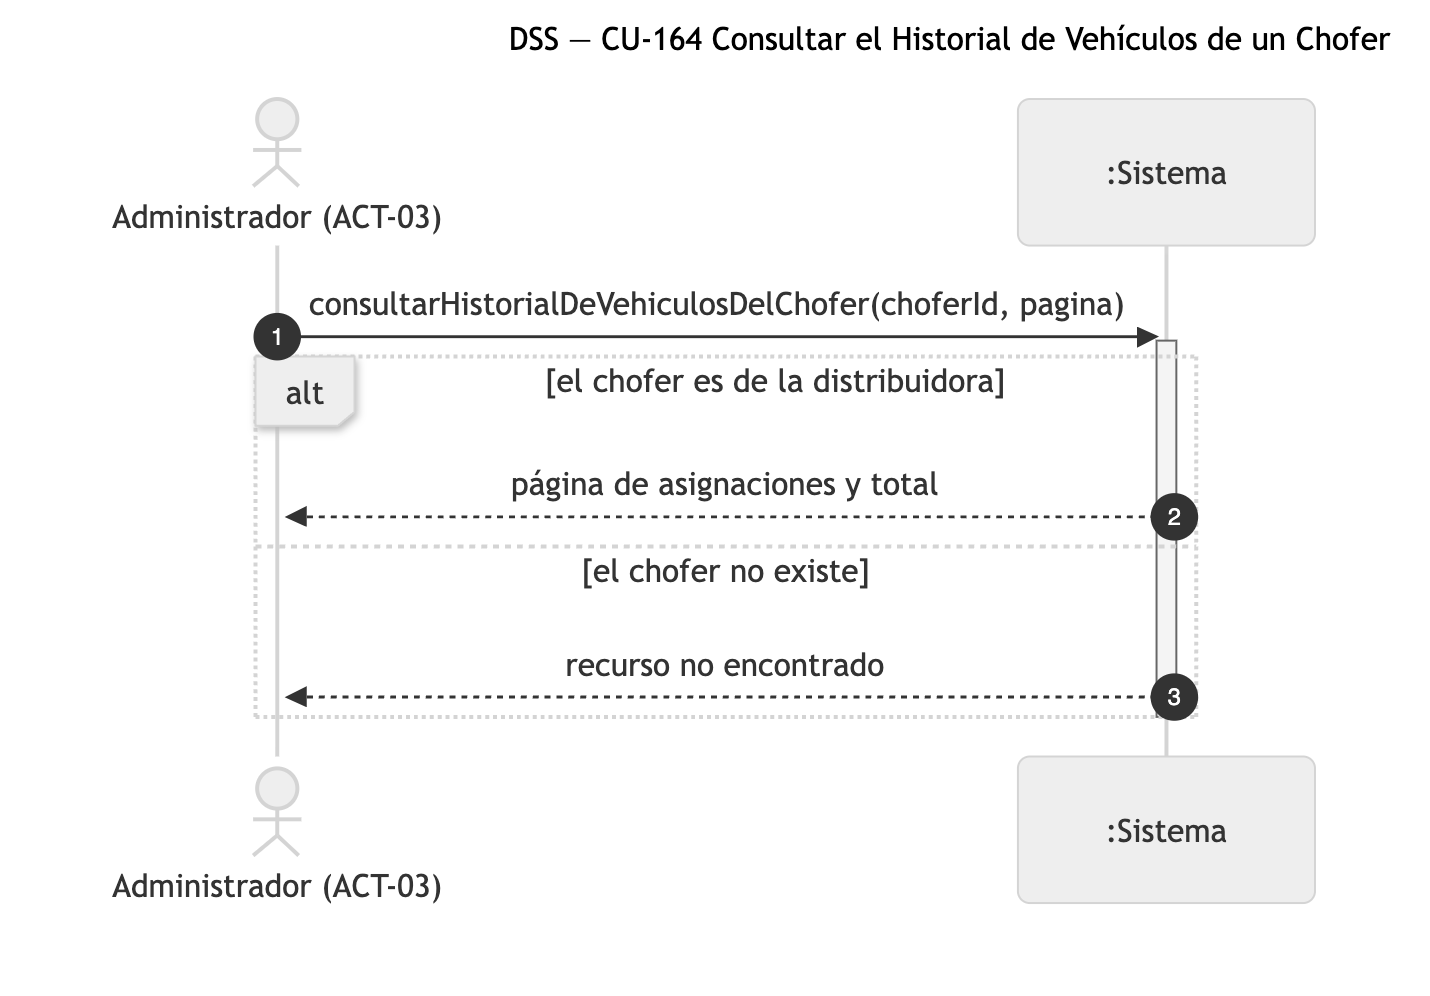 DSS — CU-164 Consultar el Historial de Vehículos de un Chofer
:Sistema
Administrador (ACT-03)
consultarHistorialDeVehiculosDelChofer(choferId, pagina)
1
alt
[el chofer es de la distribuidora]
página de asignaciones y total
2
[el chofer no existe]
recurso no encontrado
3
:Sistema
Administrador (ACT-03)